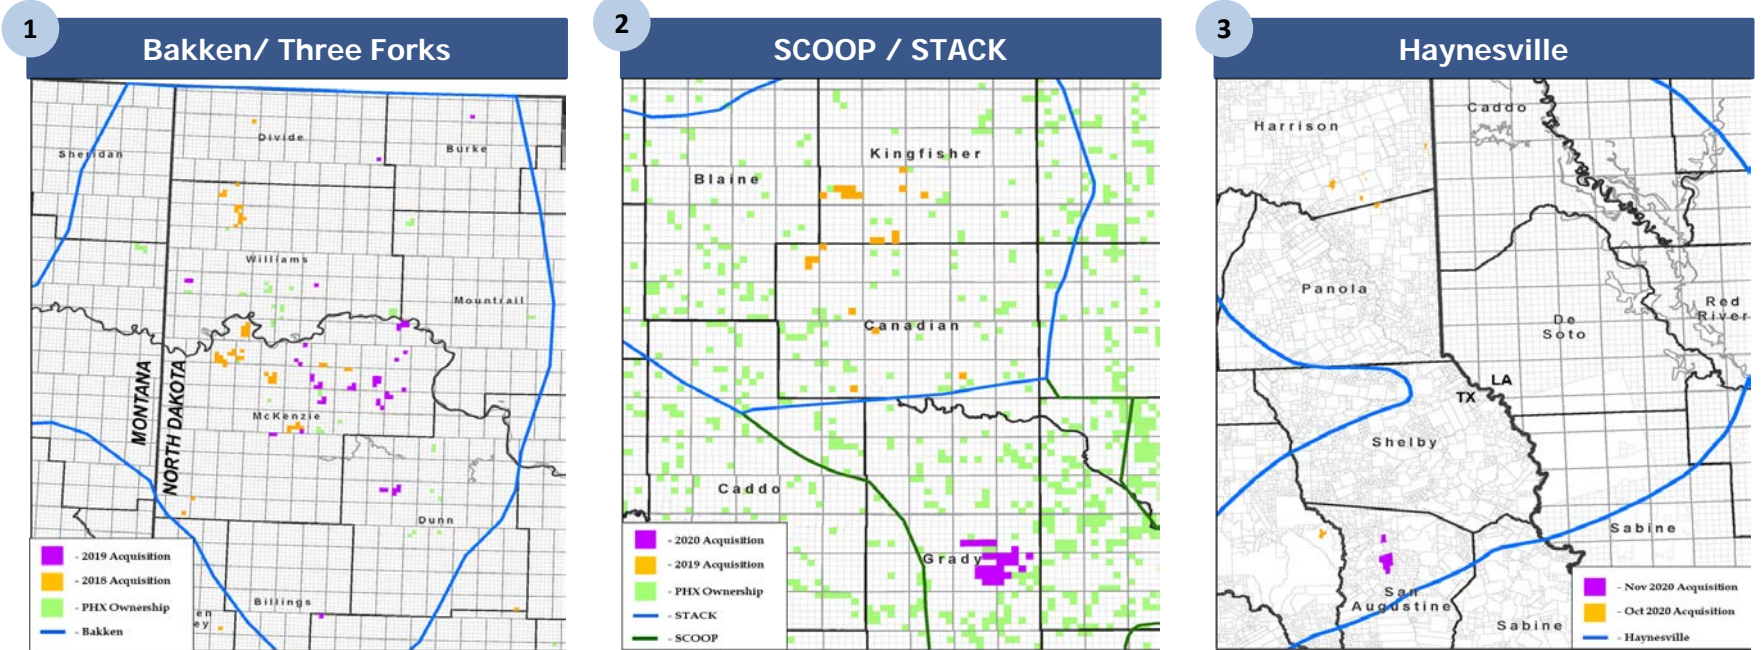 1
Bakken/ Three Forks
Sheridan
Divide
Burke
Williams
Mountrail
MONTANA
NORTH DAKOTA
McKenzie
Dunn
Billings
en
ey
- 2019 Acquisition
- 2018 Acquisition
- PHX Ownership
- Bakken
2
SCOOP / STACK
Kingfisher
Blaine
Canadian
Caddo
Grady
- 2020 Acquisition
- 2019 Acquisition
- PHX Ownership
- STACK
- SCOOP
3
Haynesville
Caddo
Harrison
Panola
Red
River
De
Soto
LA
TX
Shelby
Sabine
San
Augustine
Sabine
- Nov 2020 Acquisition
- Oct 2020 Acquisition
- Haynesville